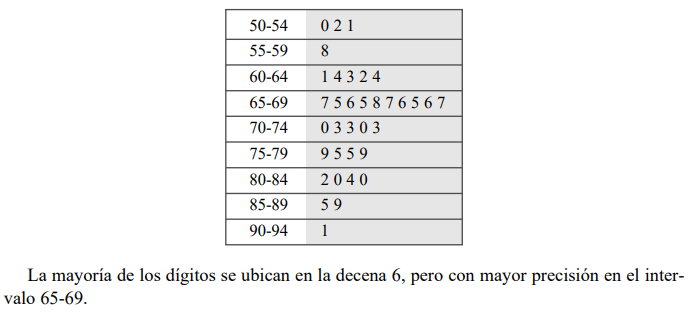 50-54 0 2 1
55-59 8
60-64 1 4 3 2 4
65-69 7 5 6 5 8 7 6 5 6 7
70-74 0 3 3 0 3
75-79 9 5 5 9
80-84 2 0 4 0
85-89 5 9
90-94 1
La mayoría de los dígitos se ubican en la decena 6, pero con mayor precisión en el inter-
valo 65-69.